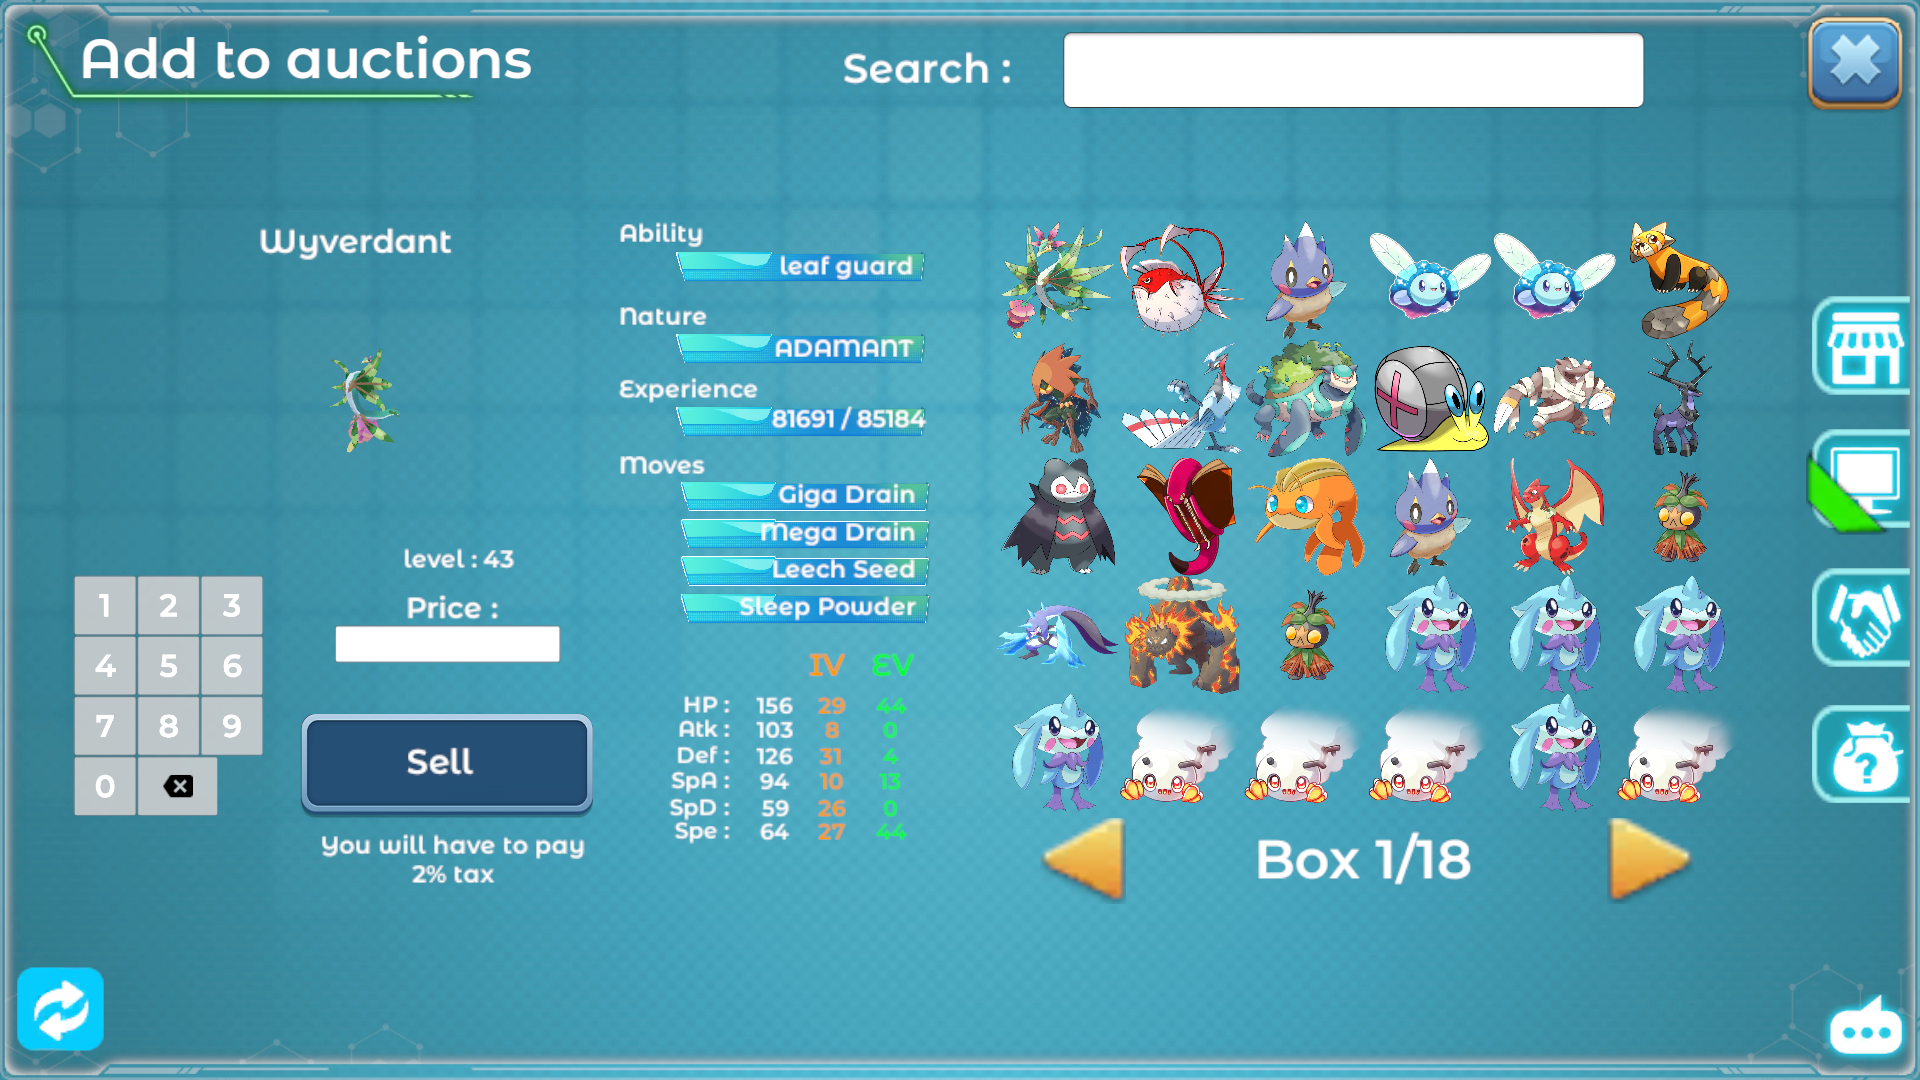 Add to auctions
Search :
Wyverdant
Ability
leaf guard
Nature
ADAMANT
Experience
81691 / 85184
Moves
Giga Drain
Mega Drain
Leech Seed
Sleep Powder
level : 43
Price :
1 2 3
4 5 6
7 8 9
0
Sell
You will have to pay
2% tax
IV EV
HP : 156 29 44
Atk : 103 8 0
Def : 126 31 4
SpA : 94 10 13
SpD : 59 26 0
Spe : 64 27 44
Box 1/18
?